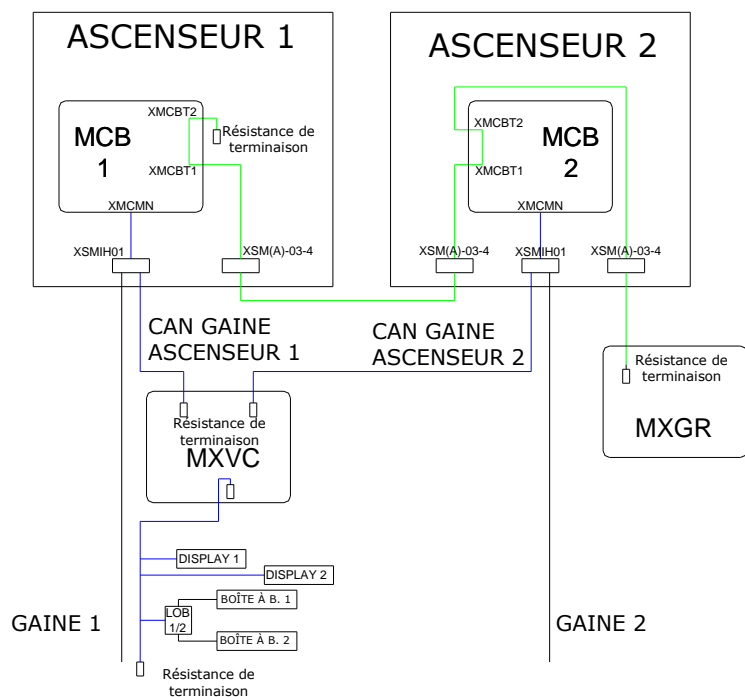 ASCENSEUR 1
ASCENSEUR 2
XMCBT2
MCB
1
Résistance de
terminaison
XMCBT1
XMCMN
XMCBT2
MCB
2
XMCBT1
XMCMN
XSMIH01
XSM(A)-03-4
XSM(A)-03-4
XSMIH01
XSM(A)-03-4
CAN GAINE
ASCENSEUR 1
CAN GAINE
ASCENSEUR 2
Résistance de
terminaison
MXGR
Résistance de
terminaison
MXVC
DISPLAY 1
DISPLAY 2
BOÎTE À B. 1
LOB
1/2
BOÎTE À B. 2
GAINE 1
GAINE 2
Résistance de
terminaison